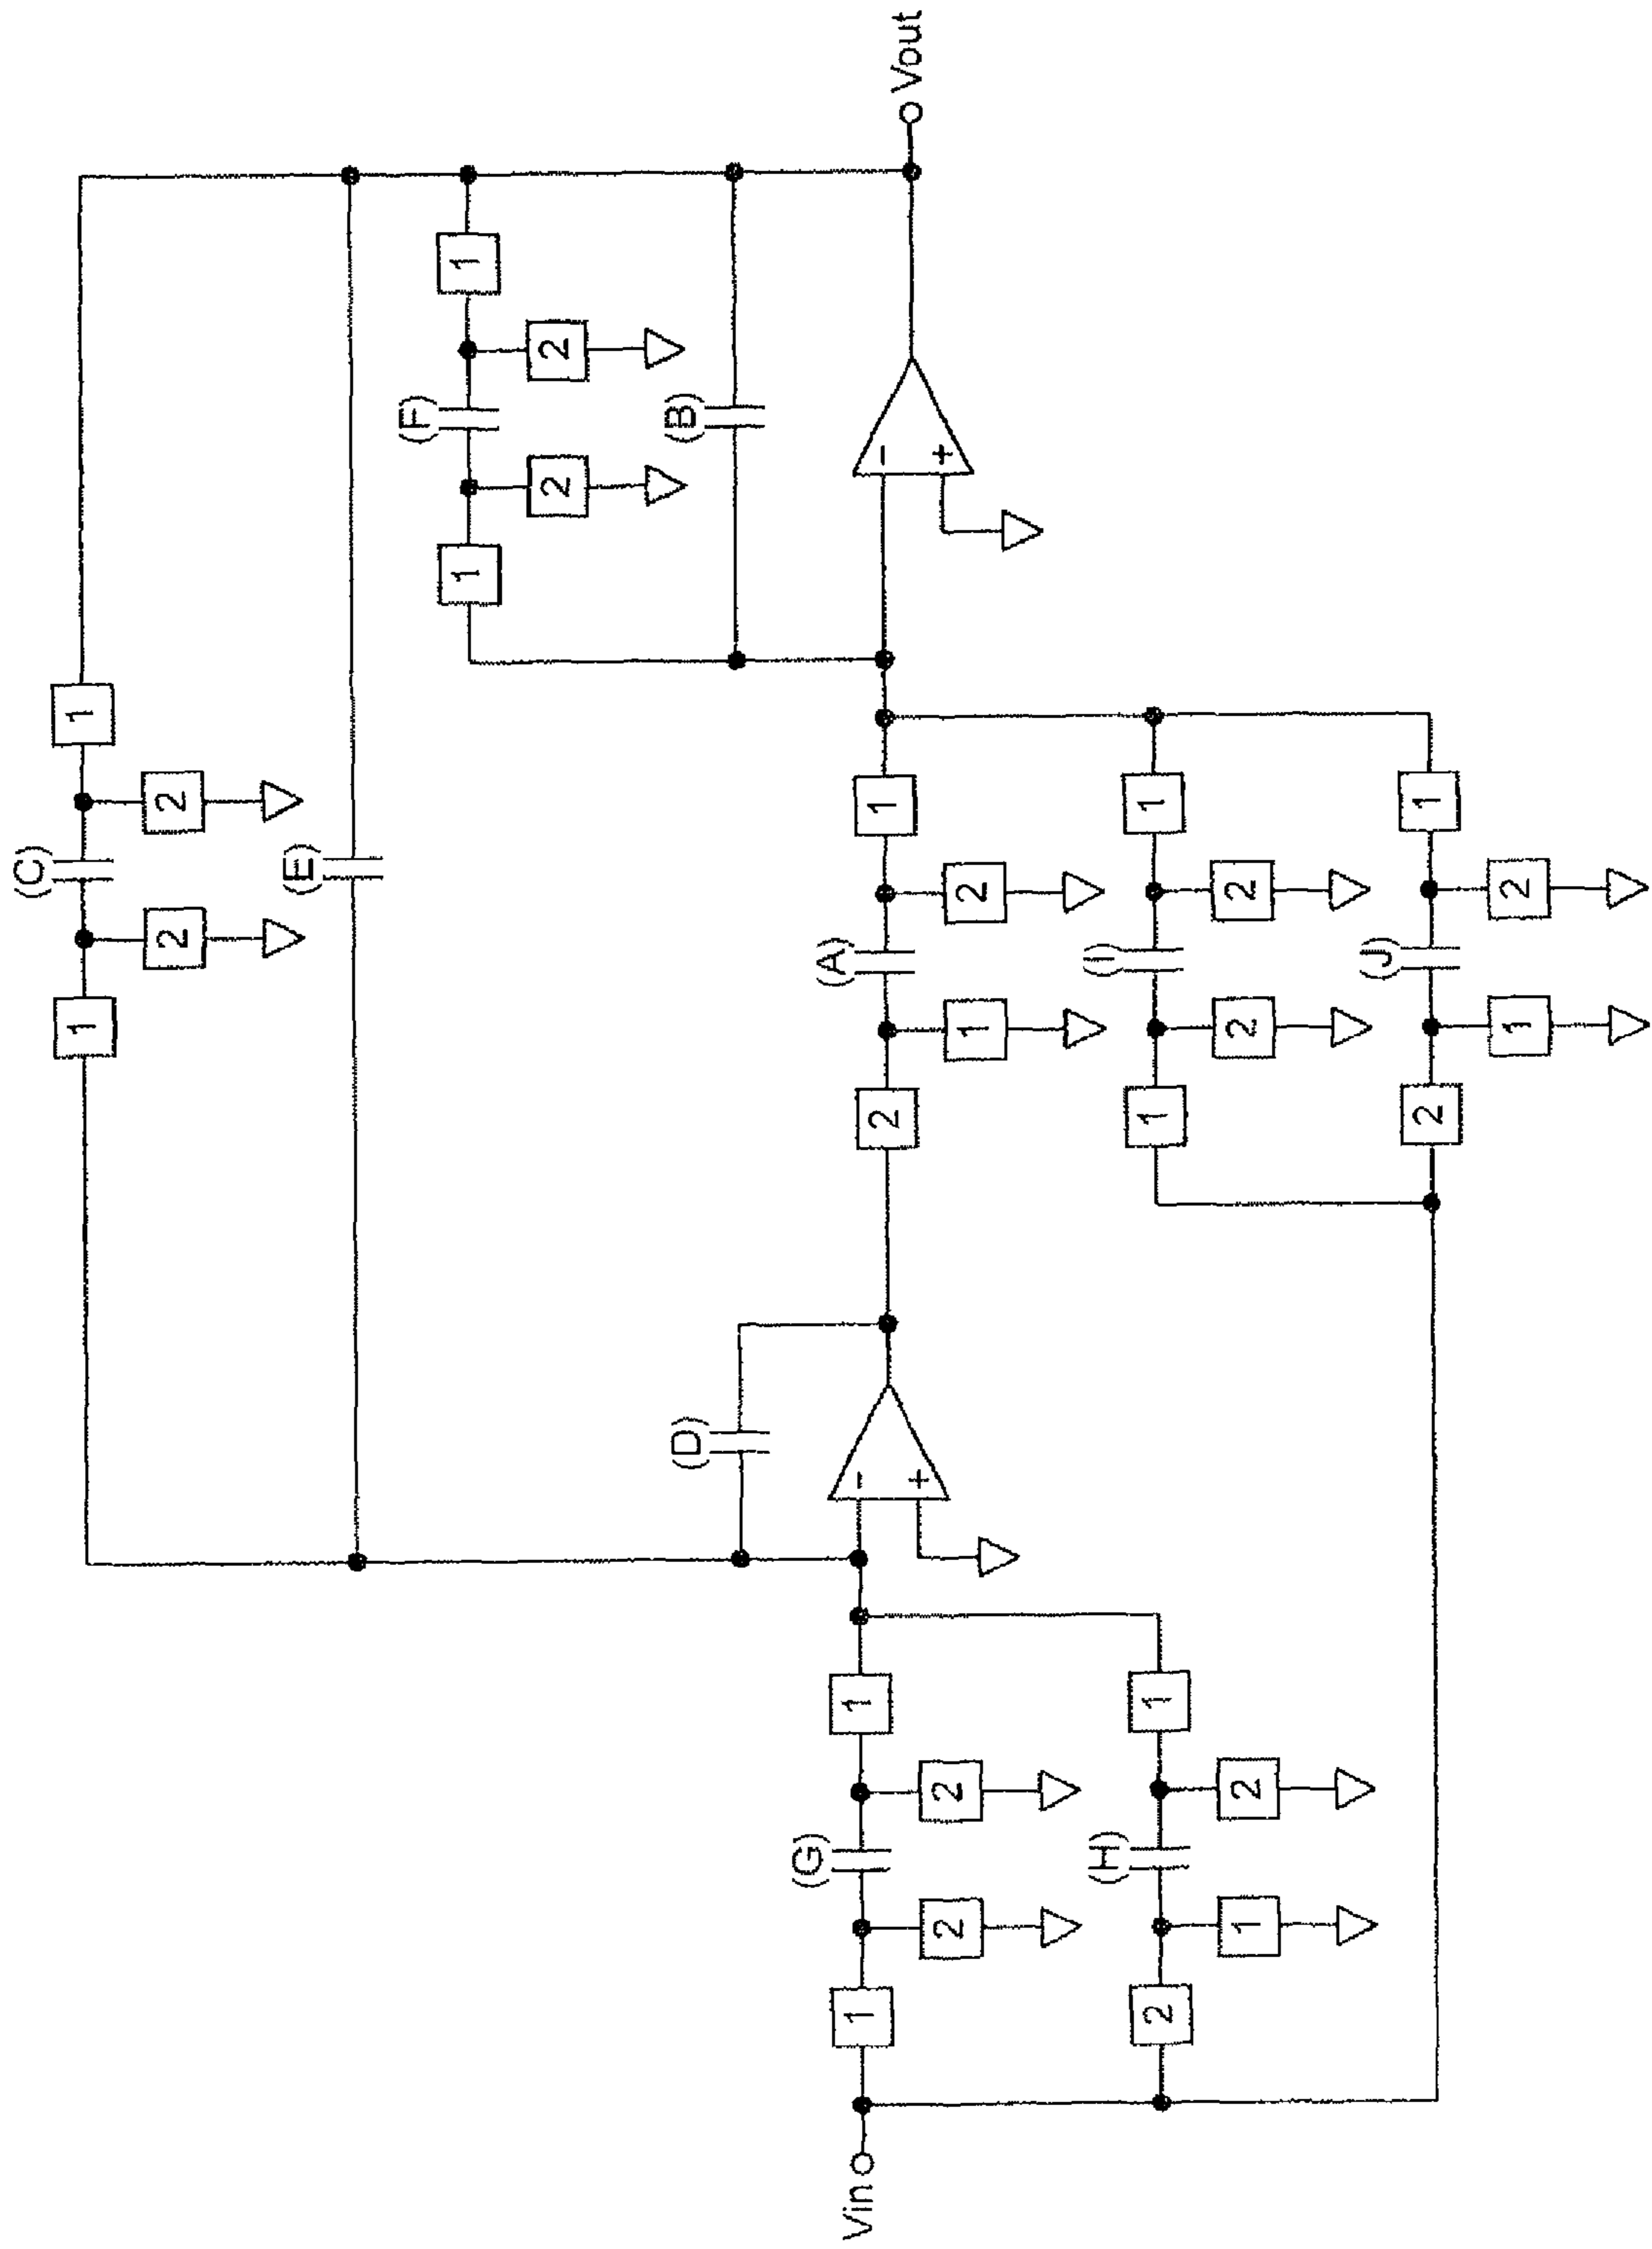 (C)
1 1
2 2
(E)
(F)
1 1
2 2
(B)
(D)
(G) (A)
Vin 1 1 - 2 1 - Vout
+ +
2 2 1 2
(H) (I)
2 1 1 1
1 2 2 2
(J)
2 1
1 2